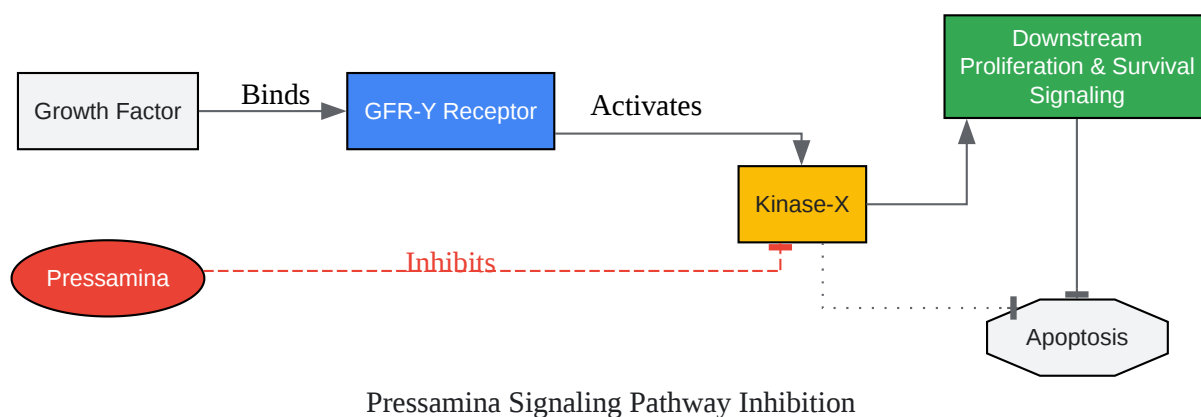 Downstream
Proliferation & Survival
Signaling
Growth Factor
Binds
GFR-Y Receptor
Activates
Kinase-X
Pressamina
Inhibits
Apoptosis
Pressamina Signaling Pathway Inhibition